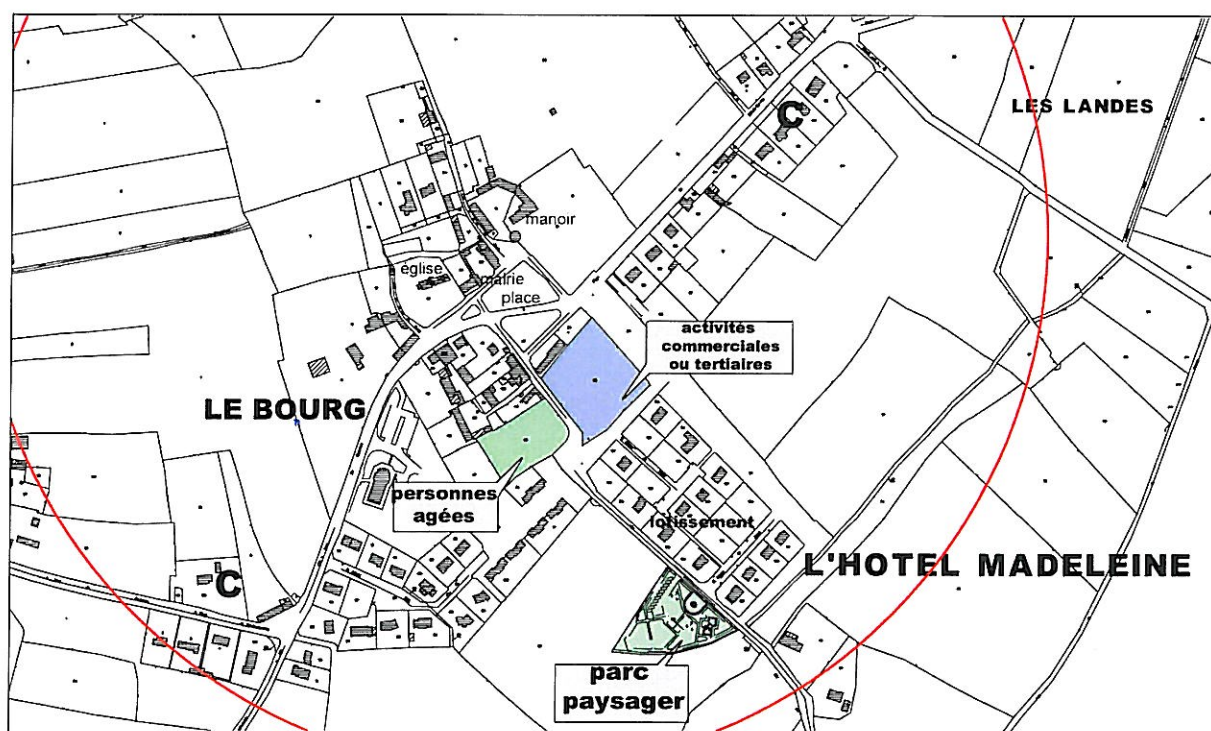 LES LANDES
C
manoir
église
mairie
place
activités
commerciales
ou tertiaires
LE BOURG
personnes
agées
lotissement
L'HOTEL MADELEINE
C
parc
paysager